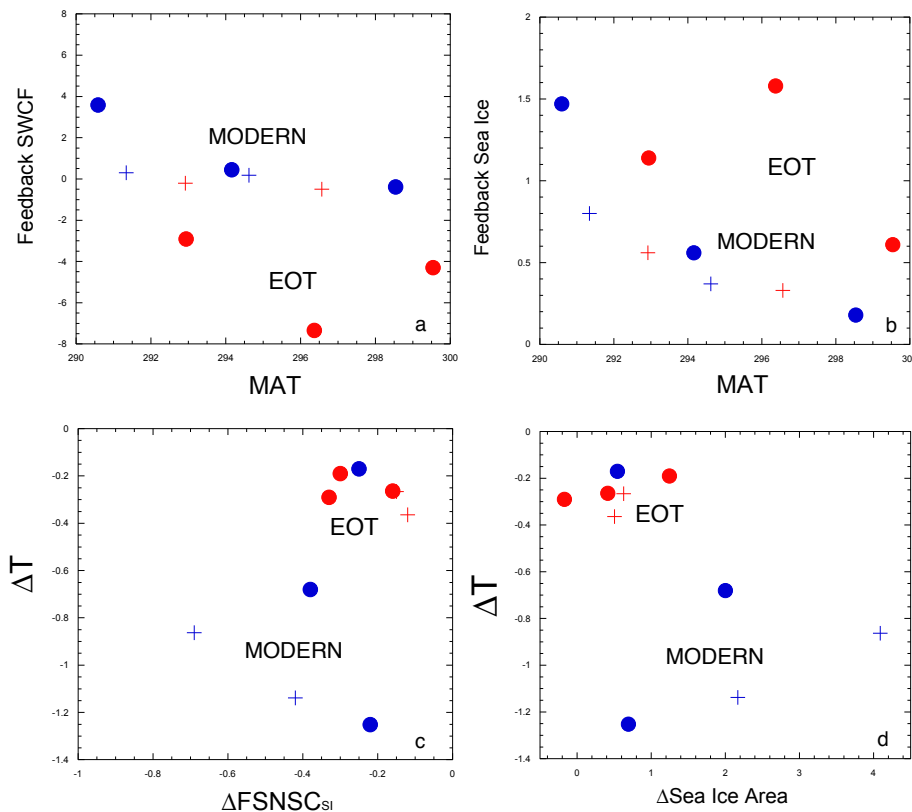 8
6
4
2
0
-2
-4
-6
-8
Feedback SWCF
MODERN
EOT
a
290
292
294
296
298
300
MAT
2
1.5
1
0.5
0
Feedback Sea Ice
EOT
MODERN
b
290
292
294
296
298
30
MAT
0
-0.2
-0.4
-0.6
-0.8
-1
-1.2
-1.4
ΔT
EOT
MODERN
c
-1
-0.8
-0.6
-0.4
-0.2
0
ΔFSNSC_SI
0
-0.2
-0.4
-0.6
-0.8
-1
-1.2
-1.4
ΔT
EOT
MODERN
d
0
1
2
3
4
ΔSea Ice Area